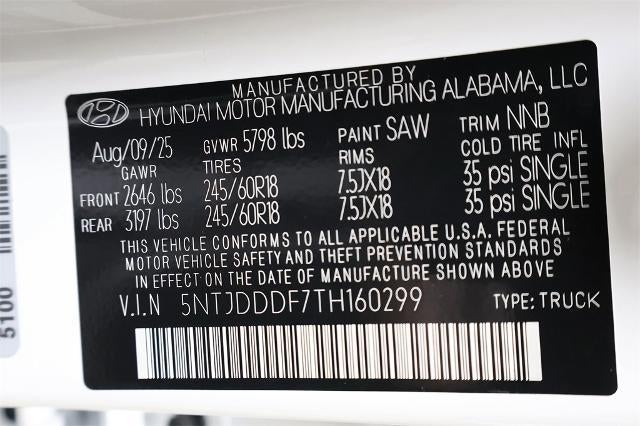 MANUFACTURED BY
HYUNDAI MOTOR MANUFACTURING ALABAMA, LLC
Aug/09/25 GVWR 5798 lbs PAINT SAW TRIM NNB
GAWR TIRES RIMS COLD TIRE INFL
FRONT 2646 lbs 245/60R18 7.5JX18 35 psi SINGLE
REAR 3197 lbs 245/60R18 7.5JX18 35 psi SINGLE
THIS VEHICLE CONFORMS TO ALL APPLICABLE U.S.A. FEDERAL
MOTOR VEHICLE SAFETY AND THEFT PREVENTION STANDARDS
IN EFFECT ON THE DATE OF MANUFACTURE SHOWN ABOVE
V.I.N 5NTJDDDF7TH160299 TYPE: TRUCK
5100